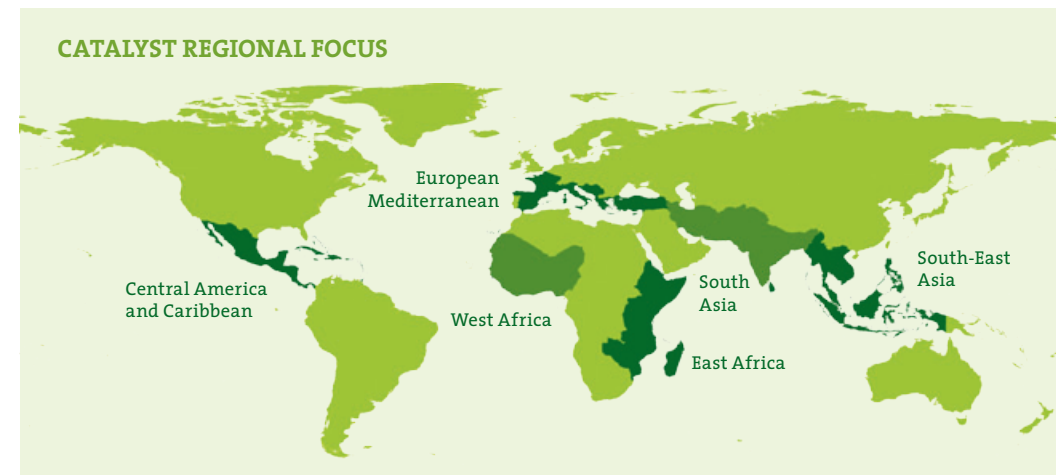 CATALYST REGIONAL FOCUS
European
Mediterranean
Central America
and Caribbean
West Africa
South
Asia
East Africa
South-East
Asia